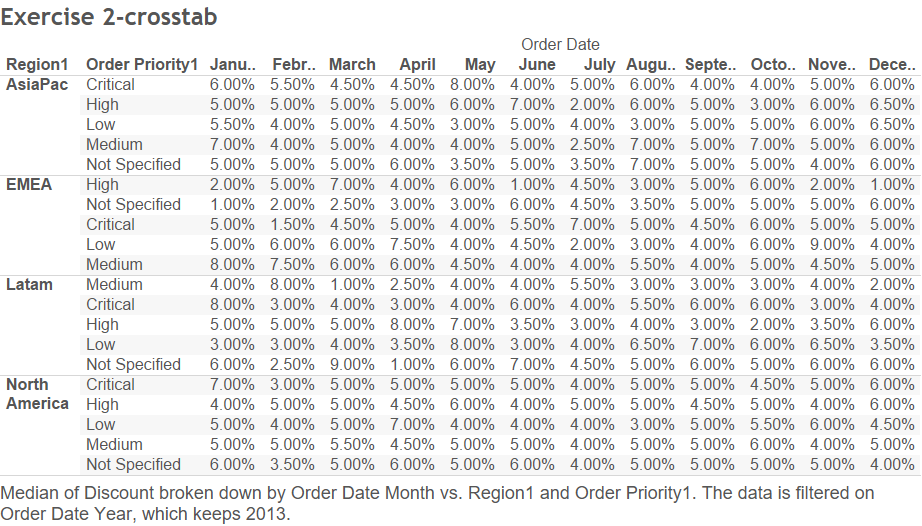 Exercise 2-crosstab
Order Date
Region1 Order Priority1 Janu.. Febr.. March April May June July Augu.. Septe.. Octo.. Nove.. Dece..
AsiaPac Critical 6.00% 5.50% 4.50% 4.50% 8.00% 4.00% 5.00% 6.00% 4.00% 4.00% 5.00% 6.00%
High 5.00% 5.00% 5.00% 5.00% 6.00% 7.00% 2.00% 6.00% 5.00% 3.00% 6.00% 6.50%
Low 5.50% 4.00% 5.00% 4.50% 3.00% 5.00% 4.00% 3.00% 5.00% 5.00% 6.00% 6.50%
Medium 7.00% 4.00% 5.00% 4.00% 4.00% 5.00% 2.50% 7.00% 5.00% 7.00% 5.00% 6.00%
Not Specified 5.00% 5.00% 5.00% 6.00% 3.50% 5.00% 3.50% 7.00% 5.00% 5.00% 4.00% 6.00%
EMEA High 2.00% 5.00% 7.00% 4.00% 6.00% 1.00% 4.50% 3.00% 5.00% 6.00% 2.00% 1.00%
Not Specified 1.00% 2.00% 2.50% 3.00% 3.00% 6.00% 4.50% 3.50% 5.00% 5.00% 5.00% 6.00%
Critical 5.00% 1.50% 4.50% 5.00% 4.00% 5.50% 7.00% 5.00% 4.50% 6.00% 5.00% 5.00%
Low 5.00% 6.00% 6.00% 7.50% 4.00% 4.50% 2.00% 3.00% 4.00% 6.00% 9.00% 4.00%
Medium 8.00% 7.50% 6.00% 6.00% 4.50% 4.00% 4.00% 5.50% 4.00% 5.00% 4.50% 5.00%
Latam Medium 4.00% 8.00% 1.00% 2.50% 4.00% 4.00% 5.50% 3.00% 3.00% 3.00% 4.00% 2.00%
Critical 8.00% 3.00% 4.00% 3.00% 4.00% 6.00% 4.00% 5.50% 6.00% 6.00% 3.00% 4.00%
High 5.00% 5.00% 5.00% 8.00% 7.00% 3.50% 3.00% 4.00% 3.00% 2.00% 3.50% 6.00%
Low 3.00% 3.00% 4.00% 3.50% 8.00% 3.00% 4.00% 6.50% 7.00% 6.00% 6.50% 3.50%
Not Specified 6.00% 2.50% 9.00% 1.00% 6.00% 7.00% 4.50% 3.00% 4.00% 5.00% 6.00% 4.00%
North Critical 7.00% 3.00% 5.00% 5.00% 5.00% 5.00% 4.00% 5.00% 5.00% 4.50% 5.00% 6.00%
America High 4.00% 5.00% 5.00% 4.50% 6.00% 4.00% 5.00% 5.00% 4.50% 5.00% 4.00% 6.00%
Low 5.00% 4.00% 5.00% 7.00% 4.00% 4.00% 4.00% 3.00% 5.00% 5.50% 6.00% 4.50%
Medium 5.00% 5.00% 5.50% 4.50% 5.00% 5.00% 4.00% 5.00% 5.00% 6.00% 4.00% 5.00%
Not Specified 6.00% 3.50% 5.00% 6.00% 5.00% 6.00% 4.00% 5.00% 5.00% 5.00% 5.00% 4.00%
Median of Discount broken down by Order Date Month vs. Region1 and Order Priority1. The data is filtered on
Order Date Year, which keeps 2013.